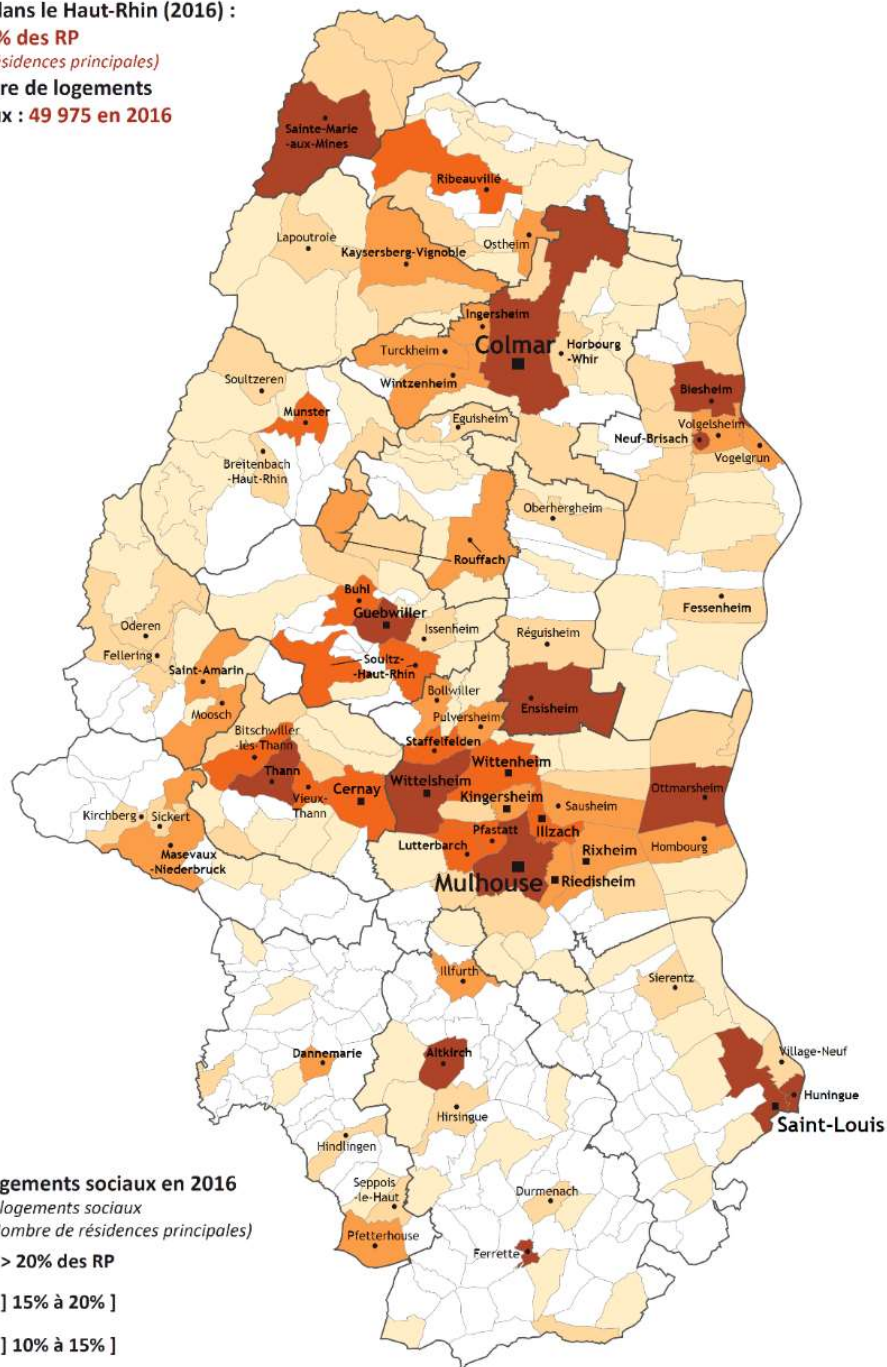 dans le Haut-Rhin (2016) :
% des RP
ésidences principales)
re de logements
ux : 49 975 en 2016
Sainte-Marie
-aux-Mines
Ribeauvillé
Lapoutroie
Ostheim
Kaysersberg-Vignoble
Ingersheim
Colmar
Turckheim
Horbourg
-Whir
Wintzenheim
Soultzeren
Biesheim
Munster
Eguisheim
Volgelsheim
Neuf-Brisach
Vogelgrun
Breitenbach
-Haut-Rhin
Oberhergheim
Rouffach
Buhl
Guebwiller
Fessenheim
Oderen
Issenheim
Réguisheim
Fellering
Soultz-
-Haut-Rhin
Saint-Amarin
Bollwiller
Ensisheim
Moosch
Pulversheim
Bitschwiller
-lès-Thann
Staffelfelden
Wittenheim
Thann
Cernay
Wittelsheim
Ottmarsheim
Vieux-
Thann
Kingersheim
Sausheim
Kirchberg
Sickert
Illzach
Pfastatt
Lutterbarch
Hombourg
Masevaux
-Niederbruck
Rixheim
Mulhouse
Riedisheim
Illfurth
Sierentz
Dannemarie
Altkirch
Village-Neuf
Huningue
Hirsingue
Saint-Louis
Hindlingen
gements sociaux en 2016
Seppois
-le-Haut
Durmenach
logements sociaux
ombre de résidences principales)
Pfetterhouse
Ferrette
> 20% des RP
] 15% à 20% ]
] 10% à 15% ]